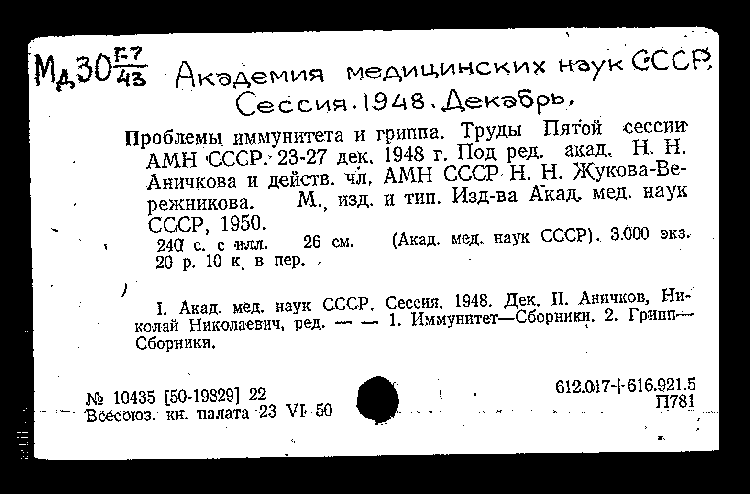 Мд30 Г-7/43
Академия медицинских наук СССР.
Сессия. 1948. Декабрь.
Проблемы иммунитета и гриппа. Труды Пятой сессии
АМН СССР. 23-27 дек. 1948 г. Под ред. акад. Н. Н.
Аничкова и действ. чл. АМН СССР Н. Н. Жукова-Ве-
режникова. М., изд. и тип. Изд-ва Акад. мед. наук
СССР, 1950.
240 с. с илл. 26 см. (Акад. мед. наук СССР). 3.000 экз.
20 р. 10 к. в пер.
I. Акад. мед. наук СССР. Сессия. 1948. Дек. II. Аничков, Ни-
колай Николаевич, ред. — — 1. Иммунитет—Сборники. 2. Грипп—
Сборники.
№ 10435 [50-19829] 22
612.017+616.921.5
Всесоюз. кн. палата 23 VI 50
П781